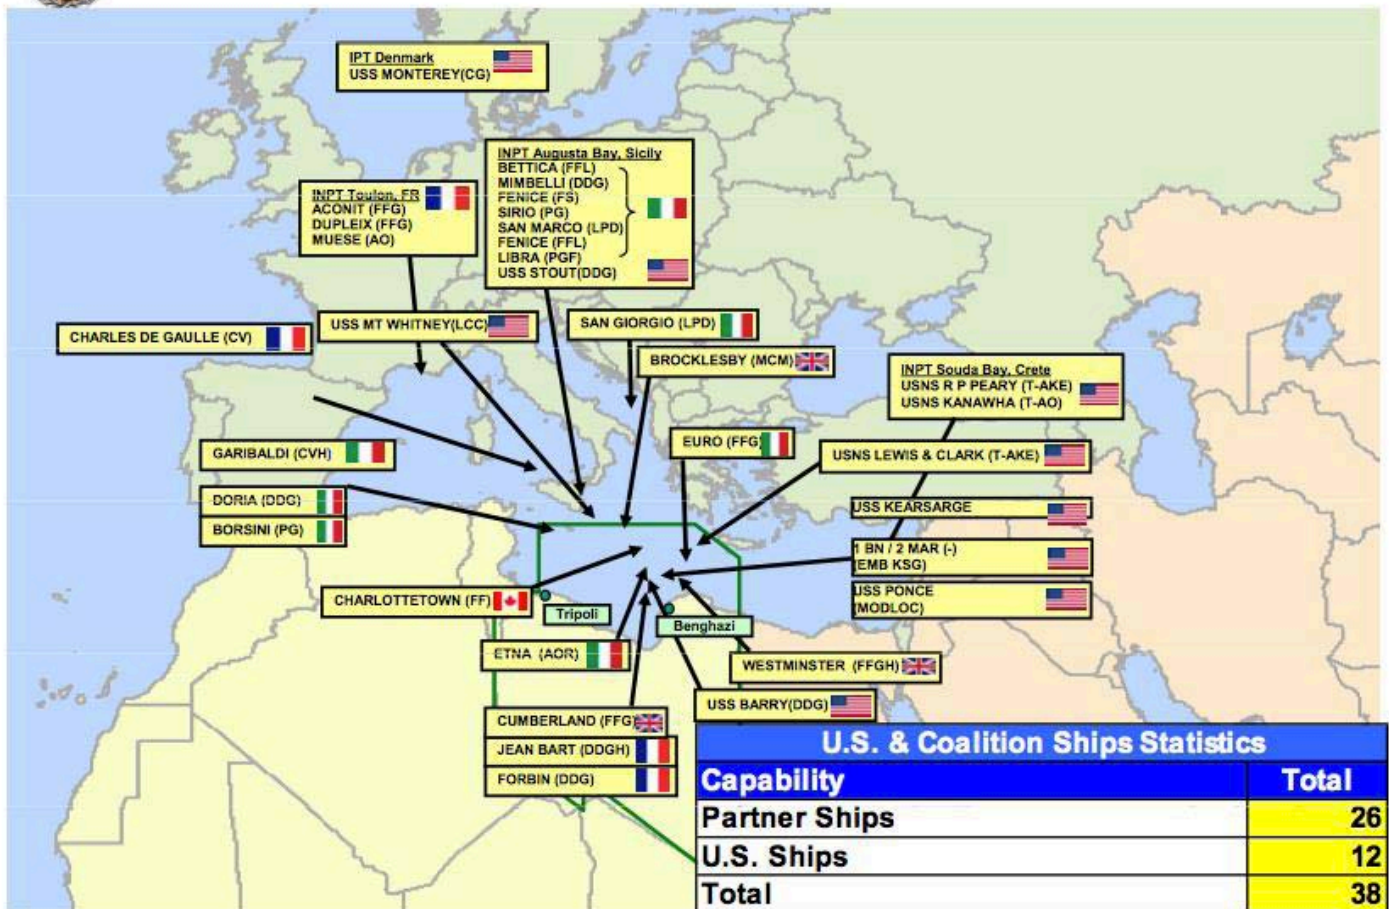 IPT Denmark
USS MONTEREY(CG)
INPT Augusta Bay, Sicily
BETTICA (FFL)
MIMBELLI (DDG)
FENICE (FS)
SIRIO (PG)
SAN MARCO (LPD)
FENICE (FFL)
LIBRA (PGF)
USS STOUT(DDG)
INPT Toulon, FR
ACONIT (FFG)
DUPLEIX (FFG)
MUESE (AO)
CHARLES DE GAULLE (CV)
USS MT WHITNEY(LCC)
SAN GIORGIO (LPD)
BROCKLESBY (MCM)
INPT Souda Bay, Crete
USNS R P PEARY (T-AKE)
USNS KANAWHA (T-AO)
GARIBALDI (CVH)
EURO (FFG)
USNS LEWIS & CLARK (T-AKE)
DORIA (DDG)
BORSINI (PG)
USS KEARSARGE
1 BN / 2 MAR (-)
(EMB KSG)
USS PONCE
(MODLOC)
CHARLOTTETOWN (FF)
Tripoli
Benghazi
ETNA (AOR)
WESTMINSTER (FFGH)
USS BARRY(DDG)
CUMBERLAND (FFG)
JEAN BART (DDGH)
FORBIN (DDG)
U.S. & Coalition Ships Statistics
Capability Total
Partner Ships 26
U.S. Ships 12
Total 38